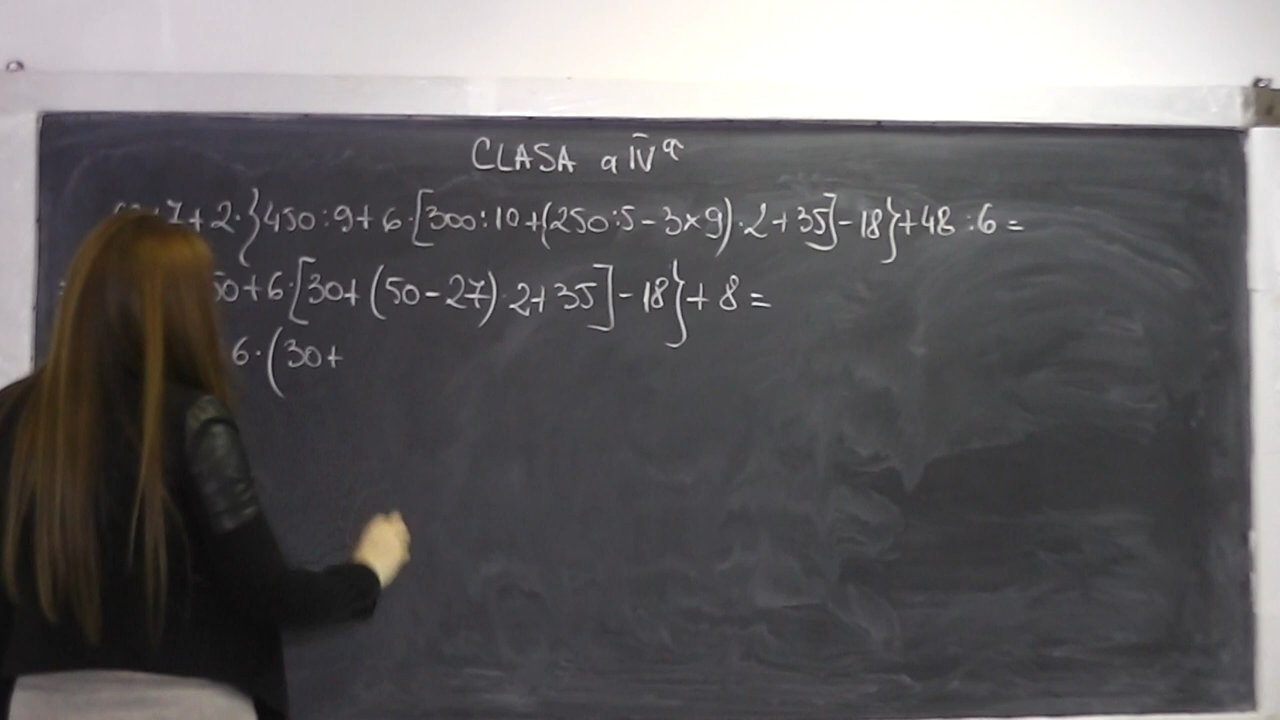 CLASA a IV a
7+2·}450:9+6·[300:10+(250:5-3×9)·2+35]-18}+48:6=
50+6·[30+(50-27)·2+35]-18}+8=
6·(30+